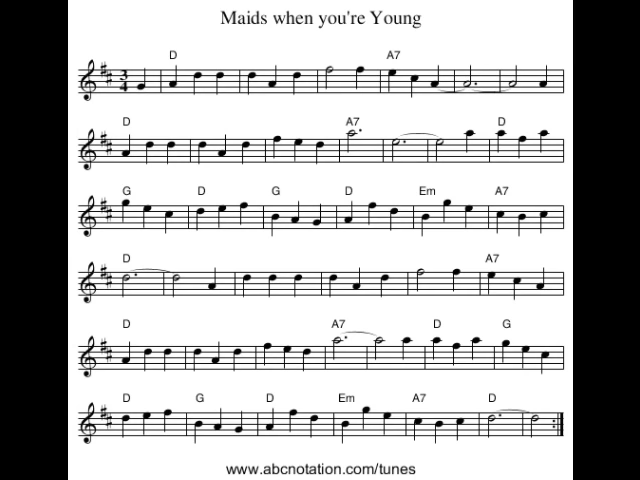 Maids when you're Young
D A7
3
4
D A7 D
G D G D Em A7
D A7
D A7 D G
D G D Em A7 D
www.abcnotation.com/tunes